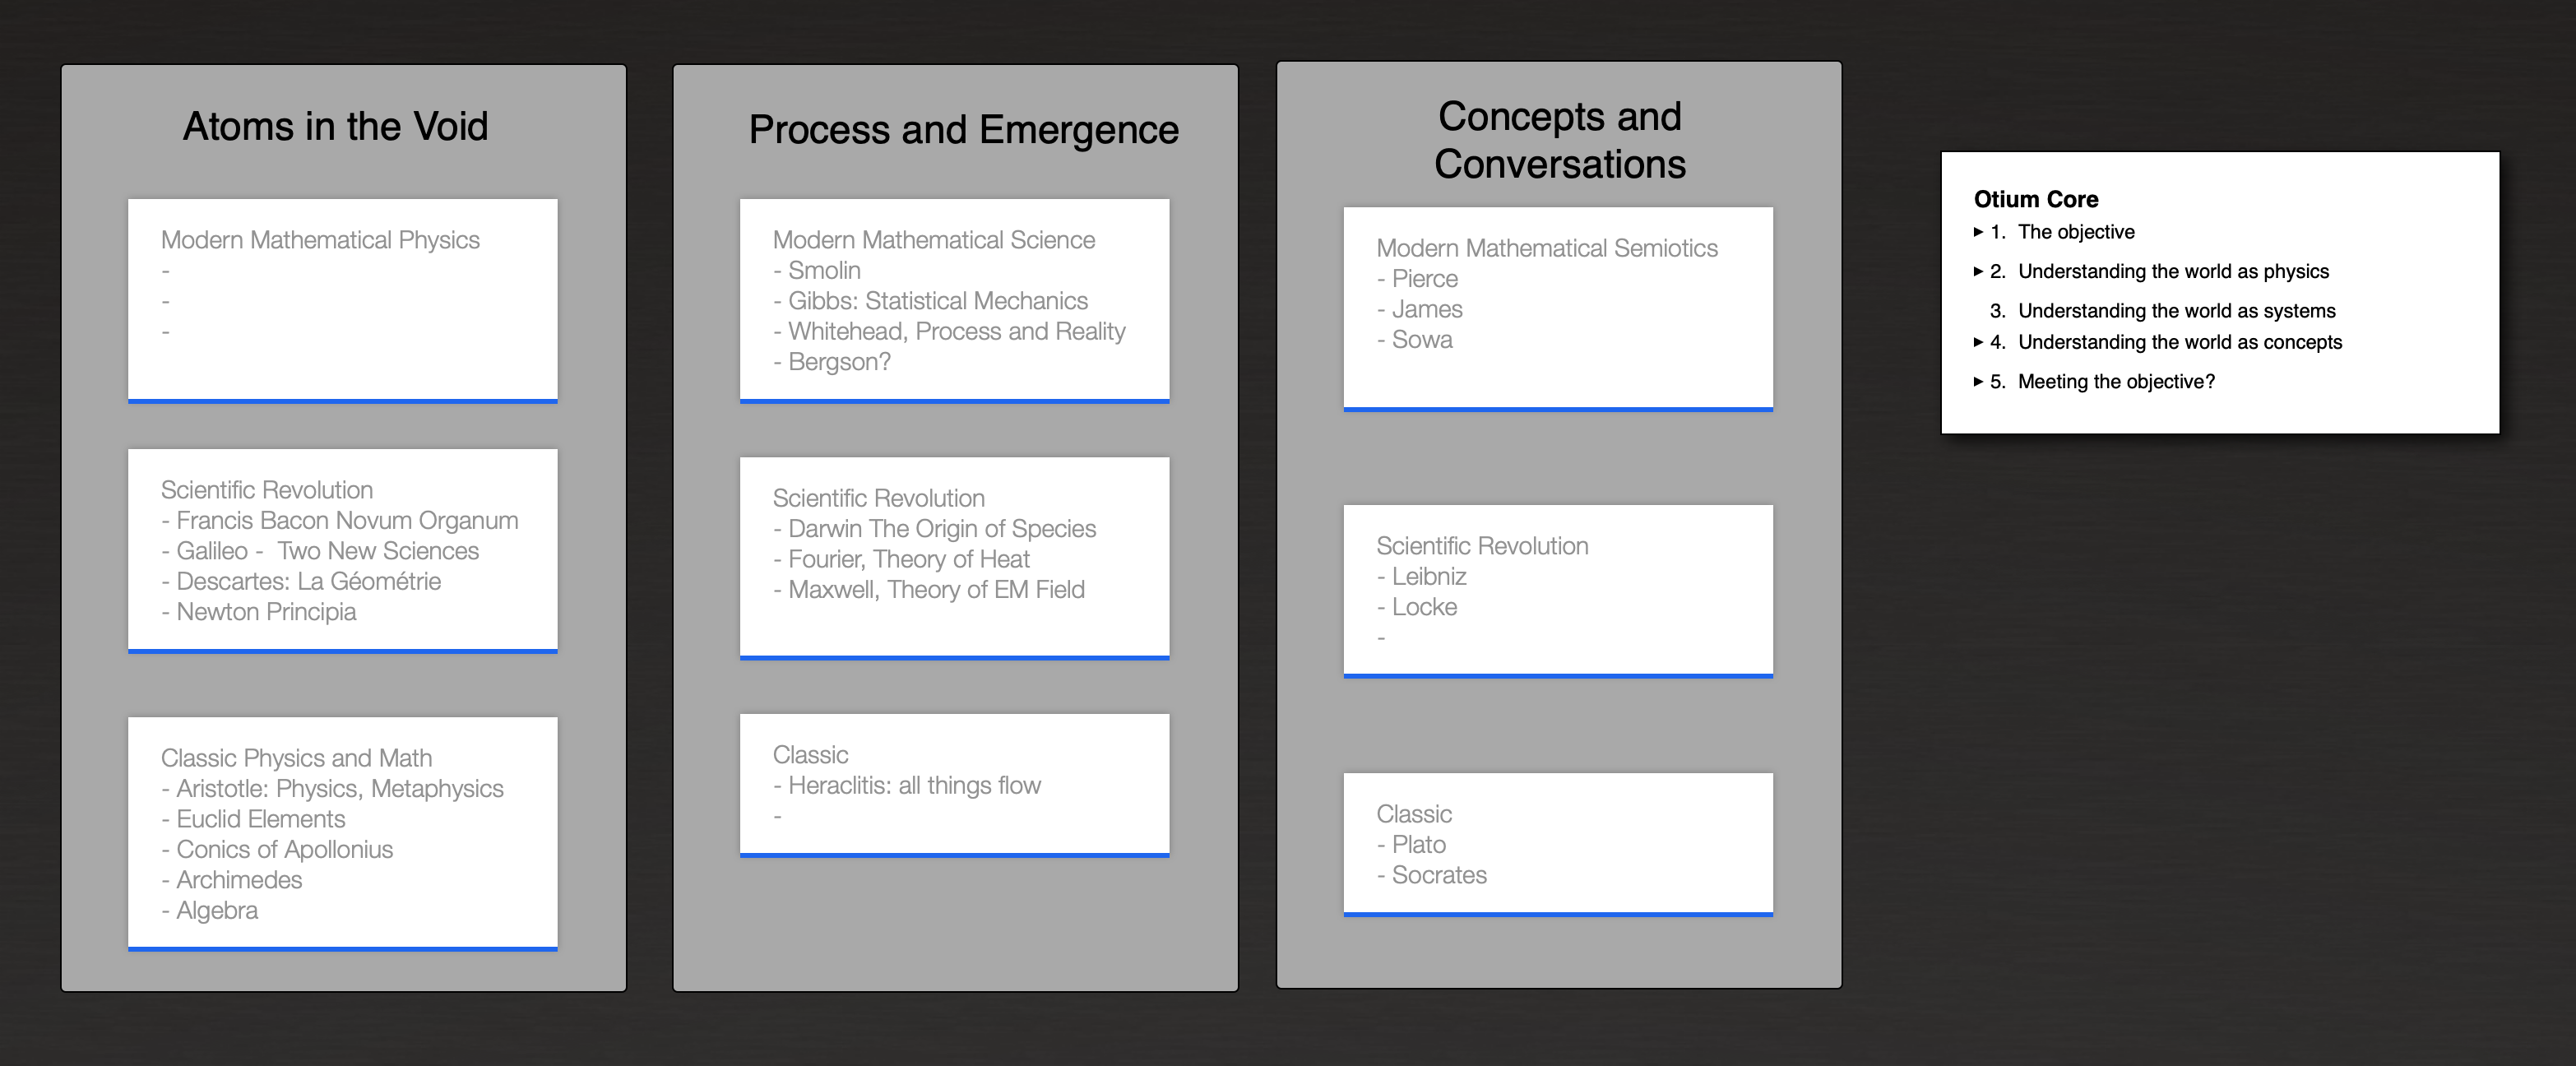 Atoms in the Void
Modern Mathematical Physics
-
-
-
Scientific Revolution
- Francis Bacon Novum Organum
- Galileo -  Two New Sciences
- Descartes: La Géométrie
- Newton Principia
Classic Physics and Math
- Aristotle: Physics, Metaphysics
- Euclid Elements
- Conics of Apollonius
- Archimedes
- Algebra
Process and Emergence
Modern Mathematical Science
- Smolin
- Gibbs: Statistical Mechanics
- Whitehead, Process and Reality
- Bergson?
Scientific Revolution
- Darwin The Origin of Species
- Fourier, Theory of Heat
- Maxwell, Theory of EM Field
Classic
- Heraclitis: all things flow
-
Concepts and
Conversations
Modern Mathematical Semiotics
- Pierce
- James
- Sowa
Scientific Revolution
- Leibniz
- Locke
-
Classic
- Plato
- Socrates
Otium Core
1. The objective
2. Understanding the world as physics
3. Understanding the world as systems
4. Understanding the world as concepts
5. Meeting the objective?